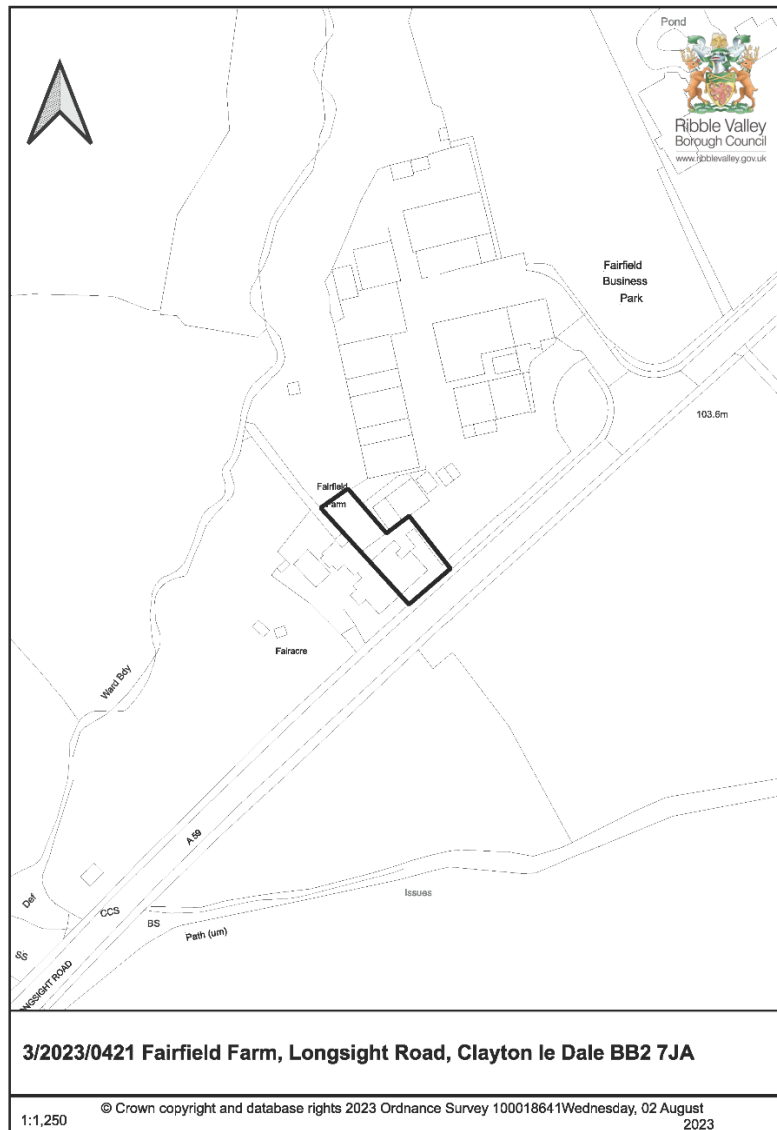 Pond
Ribble Valley
Borough Council
www.ribblevalley.gov.uk
Fairfield
Business
Park
103.6m
Fairfield
Farm
Fairacre
Ward Bdy
A 59
Def
CCS
BS
Issues
Path (um)
SS
LONGSIGHT ROAD
3/2023/0421 Fairfield Farm, Longsight Road, Clayton le Dale BB2 7JA
1:1,250
© Crown copyright and database rights 2023 Ordnance Survey 100018641Wednesday, 02 August
2023